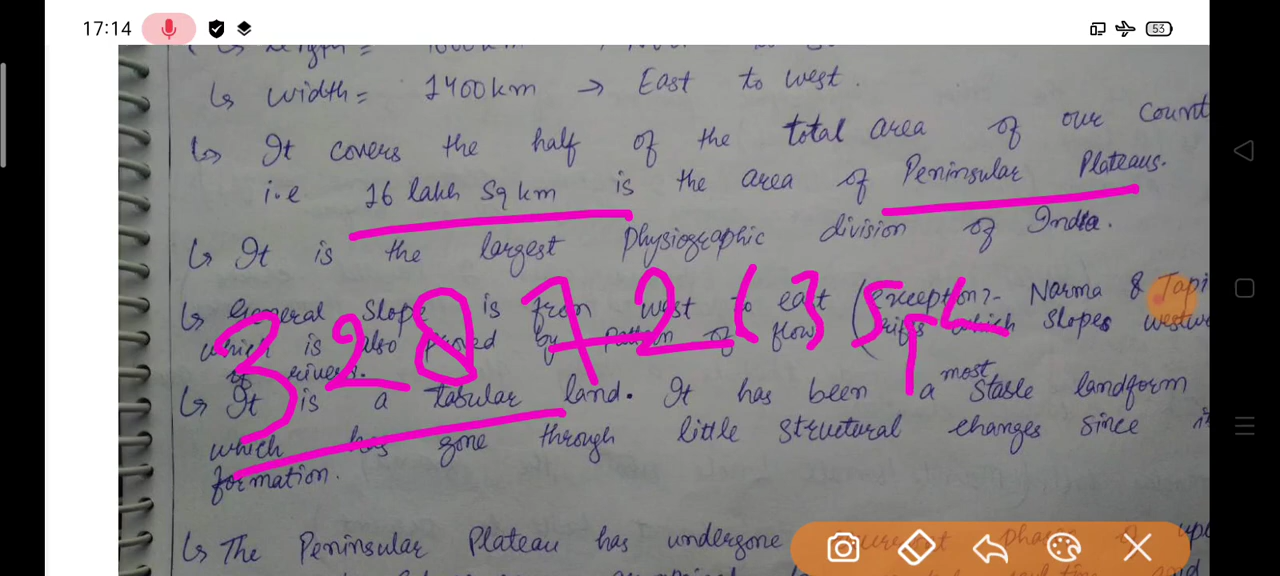 17:14
53
width= 1400km → East to west.
↳ It covers the half of the total area of our Count
i.e 16 lakh Sq km is the area of Peninsular Plateaus.
↳ It is the largest Physiographic division of India.
↳ General Slope is from west to east (exception?- Narma & Tapi
which is also proved by pattern of flow which Slopes westw
of rivers.
3287263 Sq k
↳ It is a tabular land. It has been a most Stable landform
which has gone through little structural changes since it
formation.
↳ The Peninsular Plateau has undergone